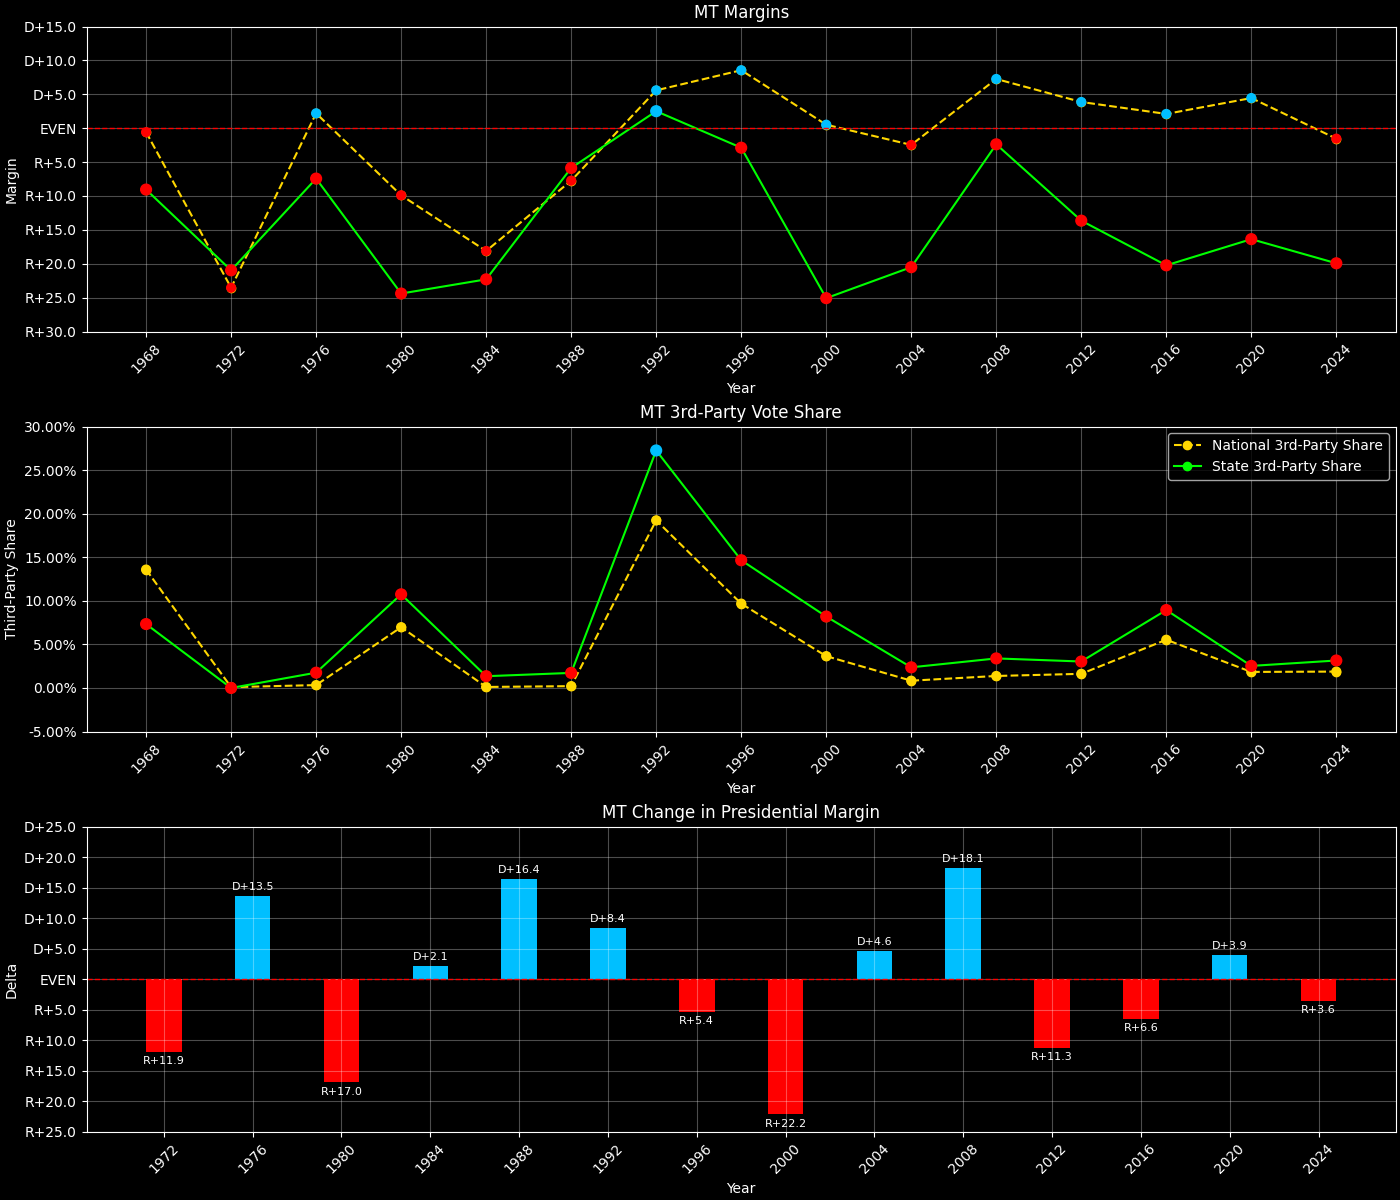 MT Margins
D+15.0
D+10.0
D+5.0
EVEN
R+5.0
R+10.0
R+15.0
R+20.0
R+25.0
R+30.0
Margin
1968 1972 1976 1980 1984 1988 1992 1996 2000 2004 2008 2012 2016 2020 2024
Year
MT 3rd-Party Vote Share
30.00%
25.00%
20.00%
15.00%
10.00%
5.00%
0.00%
-5.00%
Third-Party Share
National 3rd-Party Share
State 3rd-Party Share
1968 1972 1976 1980 1984 1988 1992 1996 2000 2004 2008 2012 2016 2020 2024
Year
MT Change in Presidential Margin
D+25.0
D+20.0
D+15.0
D+10.0
D+5.0
EVEN
R+5.0
R+10.0
R+15.0
R+20.0
R+25.0
Delta
R+11.9
D+13.5
R+17.0
D+2.1
D+16.4
D+8.4
R+5.4
R+22.2
D+4.6
D+18.1
R+11.3
R+6.6
D+3.9
R+3.6
1972 1976 1980 1984 1988 1992 1996 2000 2004 2008 2012 2016 2020 2024
Year